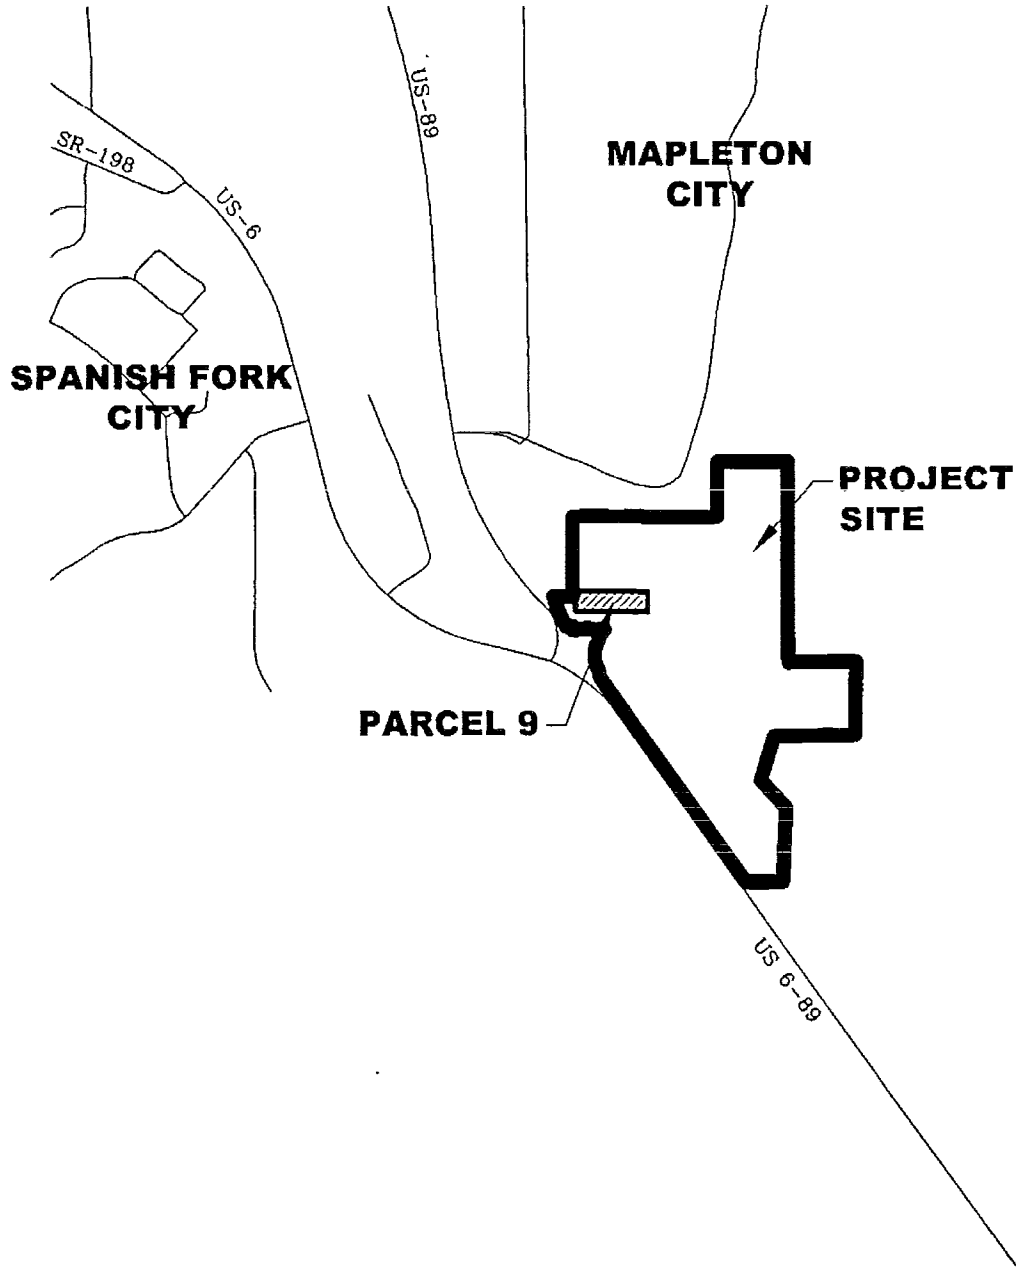 US-89
SR-198
MAPLETON
CITY
US-6
SPANISH FORK
CITY
PROJECT
SITE
PARCEL 9
US 6-89